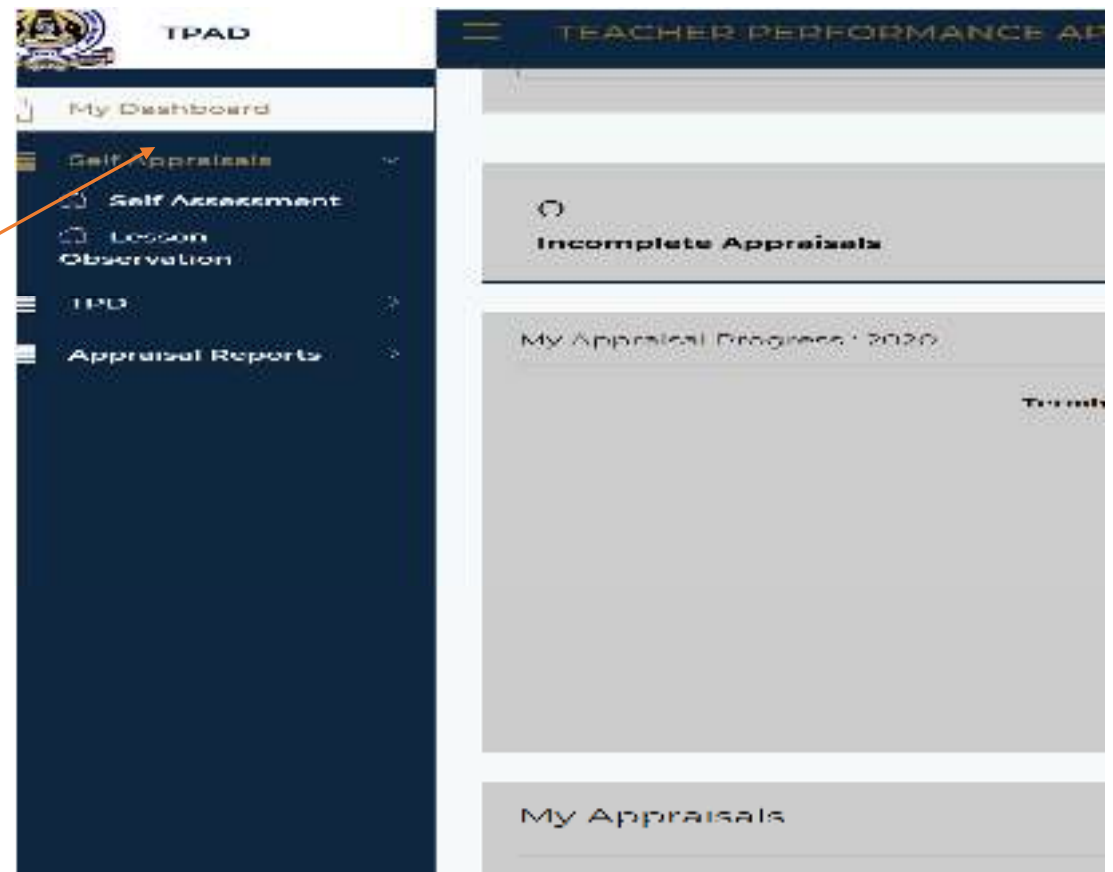 TPAD
TEACHER PERFORMANCE AP
My Dashboard
Self Appraisals
Self Assessment
Lesson
Observation
TPD
Appraisal Reports
0
Incomplete Appraisals
My Appraisal Progress : 2020
My Appraisals